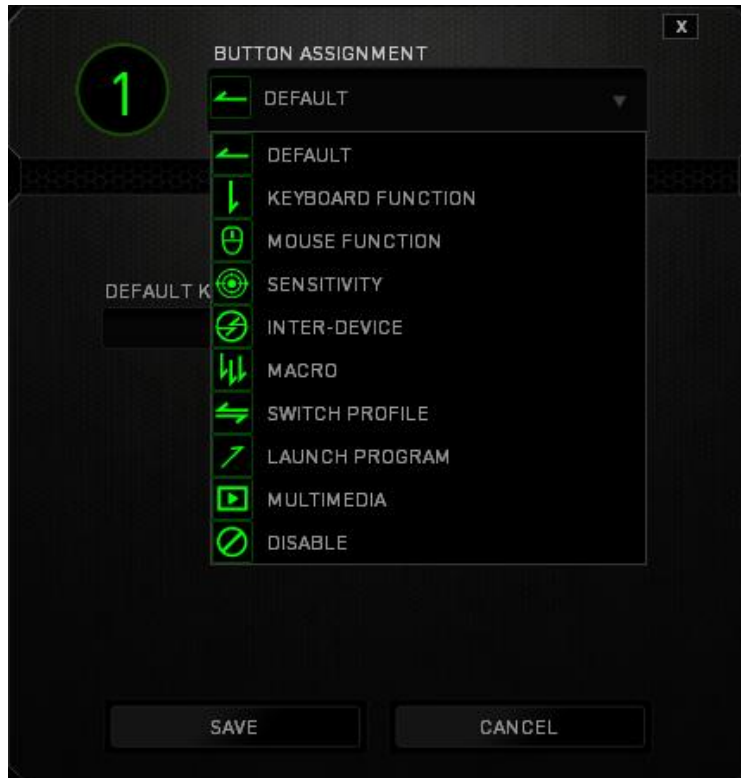 X
BUTTON ASSIGNMENT
1
DEFAULT
DEFAULT
KEYBOARD FUNCTION
MOUSE FUNCTION
SENSITIVITY
DEFAULT K
INTER-DEVICE
MACRO
SWITCH PROFILE
LAUNCH PROGRAM
MULTIMEDIA
DISABLE
SAVE
CANCEL